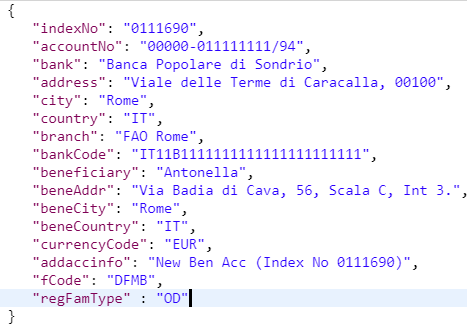 {
"indexNo": "0111690",
"accountNo": "00000-011111111/94",
"bank": "Banca Popolare di Sondrio",
"address": "Viale delle Terme di Caracalla, 00100",
"city": "Rome",
"country": "IT",
"branch": "FAO Rome",
"bankCode": "IT11B1111111111111111111111",
"beneficiary": "Antonella",
"beneAddr": "Via Badia di Cava, 56, Scala C, Int 3.",
"beneCity": "Rome",
"beneCountry": "IT",
"currencyCode": "EUR",
"addaccinfo": "New Ben Acc (Index No 0111690)",
"fCode": "DFMB",
"regFamType" : "OD"
}